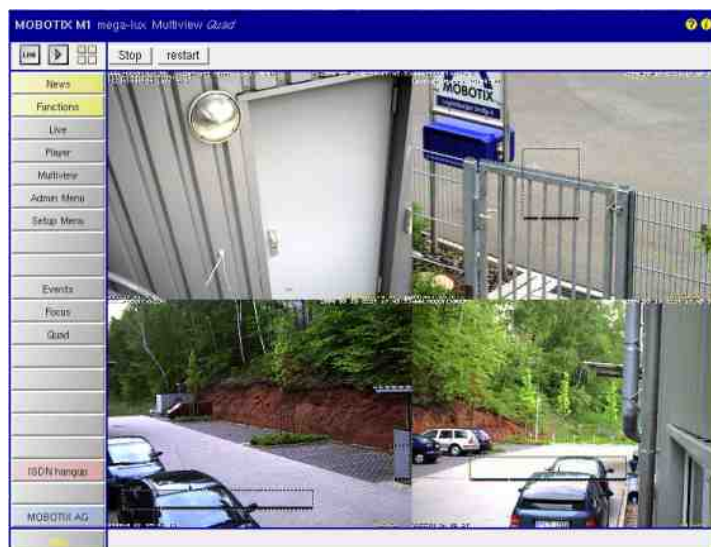 MOBOTIX M1 mega-lux Multiview Quad
LIVE
Stop restart
News
Functions
Live
Player
Multiview
Admin Menu
Setup Menu
Events
Focus
Quad
ISDN hangup
MOBOTIX AG
MOBOTIX